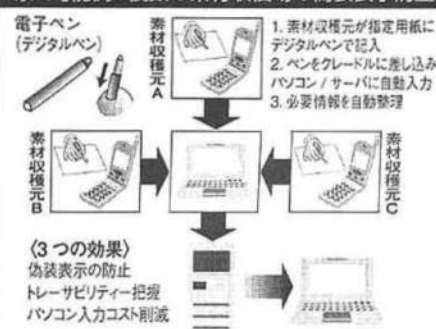 電子ペン
(デジタルペン)
素材収穫元A
1. 素材収穫元が指定用紙に
デジタルペンで記入
2. ペンをクレードルに差し込み
パソコン / サーバに自動入力
3. 必要情報を自動整理
素材収穫元B
素材収穫元C
〈3つの効果〉
偽装表示の防止
トレーサビリティー把握
パソコン入力コスト削減